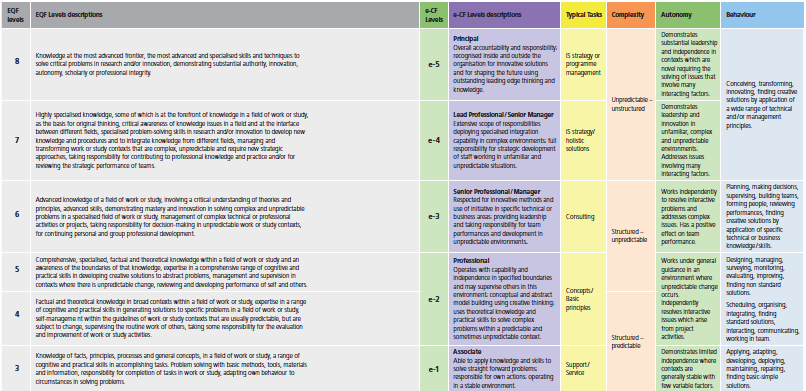 EQF
levels
EQF Levels descriptions
e-CF
Levels
e-CF Levels descriptions
Typical Tasks
Complexity
Autonomy
Behaviour
8
Knowledge at the most advanced frontier, the most advanced and specialised skills and techniques to
solve critical problems in research and/or innovation, demonstrating substantial authority, innovation,
autonomy, scholarly or professional integrity.
e-5
Principal
Overall accountability and responsibility;
recognised inside and outside the
organisation for innovative solutions
and for shaping the future using
outstanding leading edge thinking and
knowledge.
IS strategy or
programme
management
Unpredictable –
unstructured
Demonstrates
substantial leadership
and independence in
contexts which are
novel requiring the
solving of issues that
involve many
interacting factors.
Conceiving, transforming,
innovating, finding creative
solutions by application of
a wide range of technical
and/or management
principles.
7
Highly specialised knowledge, some of which is at the forefront of knowledge in a field of work or study,
as the basis for original thinking, critical awareness of knowledge issues in a field and at the interface
between different fields, specialised problem-solving skills in research and/or innovation to develop new
knowledge and procedures and to integrate knowledge from different fields, managing and
transforming work or study contexts that are complex, unpredictable and require new strategic
approaches, taking responsibility for contributing to professional knowledge and practice and/or for
reviewing the strategic performance of teams.
e-4
Lead Professional/Senior Manager
Extensive scope of responsibilities
deploying specialised integration
capability in complex environments; full
responsibility for strategic development
of staff working in unfamiliar and
unpredictable situations.
IS strategy/
holistic
solutions
Demonstrates
leadership and
innovation in
unfamiliar, complex
and unpredictable
environments.
Addresses issues
involving many
interacting factors.
6
Advanced knowledge of a field of work or study, involving a critical understanding of theories and
principles, advanced skills, demonstrating mastery and innovation in solving complex and unpredictable
problems in a specialised field of work or study, management of complex technical or professional
activities or projects, taking responsibility for decision-making in unpredictable work or study contexts,
for continuing personal and group professional development.
e-3
Senior Professional/Manager
Respected for innovative methods and
use of initiative in specific technical or
business areas; providing leadership
and taking responsibility for team
performances and development in
unpredictable environments.
Consulting
Structured –
unpredictable
Works independently
to resolve interactive
problems and
addresses complex
issues. Has a positive
effect on team
performance.
Planning, making decisions,
supervising, building teams,
forming people, reviewing
performances, finding
creative solutions by
application of specific
technical or business
knowledge/skills.
5
Comprehensive, specialised, factual and theoretical knowledge within a field of work or study and an
awareness of the boundaries of that knowledge, expertise in a comprehensive range of cognitive and
practical skills in developing creative solutions to abstract problems, management and supervision in
contexts where there is unpredictable change, reviewing and developing performance of self and others.
4
Factual and theoretical knowledge in broad contexts within a field of work or study, expertise in a range
of cognitive and practical skills in generating solutions to specific problems in a field of work or study,
self-management within the guidelines of work or study contexts that are usually predictable, but are
subject to change, supervising the routine work of others, taking some responsibility for the evaluation
and improvement of work or study activities.
e-2
Professional
Operates with capability and
independence in specified boundaries
and may supervise others in this
environment; conceptual and abstract
model building using creative thinking;
uses theoretical knowledge and
practical skills to solve complex
problems within a predictable and
sometimes unpredictable context.
Concepts/
Basic
principles
Structured –
predictable
Works under general
guidance in an
environment where
unpredictable change
occurs.
Independently
resolves interactive
issues which arise
from project
activities.
Designing, managing,
surveying, monitoring,
evaluating, improving,
finding non standard
solutions.
Scheduling, organising,
integrating, finding
standard solutions,
interacting, communicating,
working in team.
3
Knowledge of facts, principles, processes and general concepts, in a field of work or study, a range of
cognitive and practical skills in accomplishing tasks. Problem solving with basic methods, tools, materials
and information, responsibility for completion of tasks in work or study, adapting own behaviour to
circumstances in solving problems.
e-1
Associate
Able to apply knowledge and skills to
solve straight forward problems;
responsible for own actions; operating
in a stable environment.
Support/
Service
Demonstrates limited
independence where
contexts are
generally stable with
few variable factors.
Applying, adapting,
developing, deploying,
maintaining, repairing,
finding basic-simple
solutions.